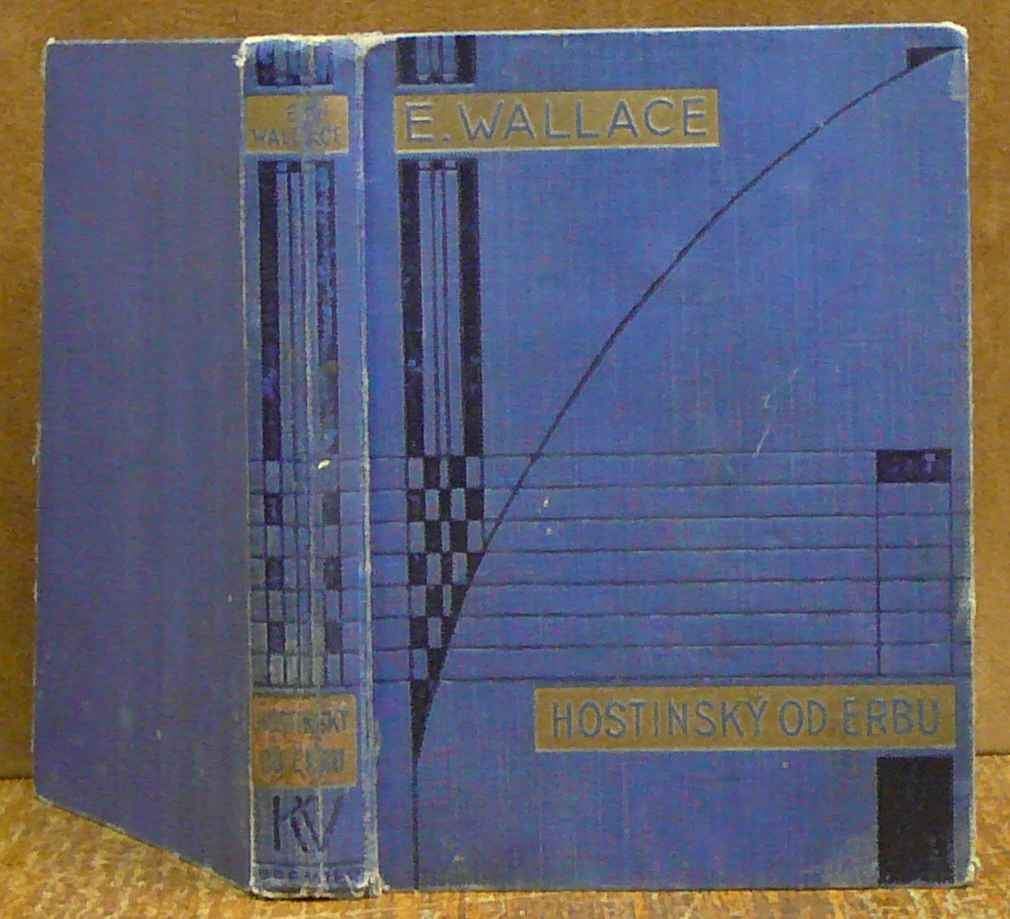 E.
WALLACE
HOSTINSKÝ
OD ERBU
KV
E. WALLACE
HOSTINSKÝ OD ERBU